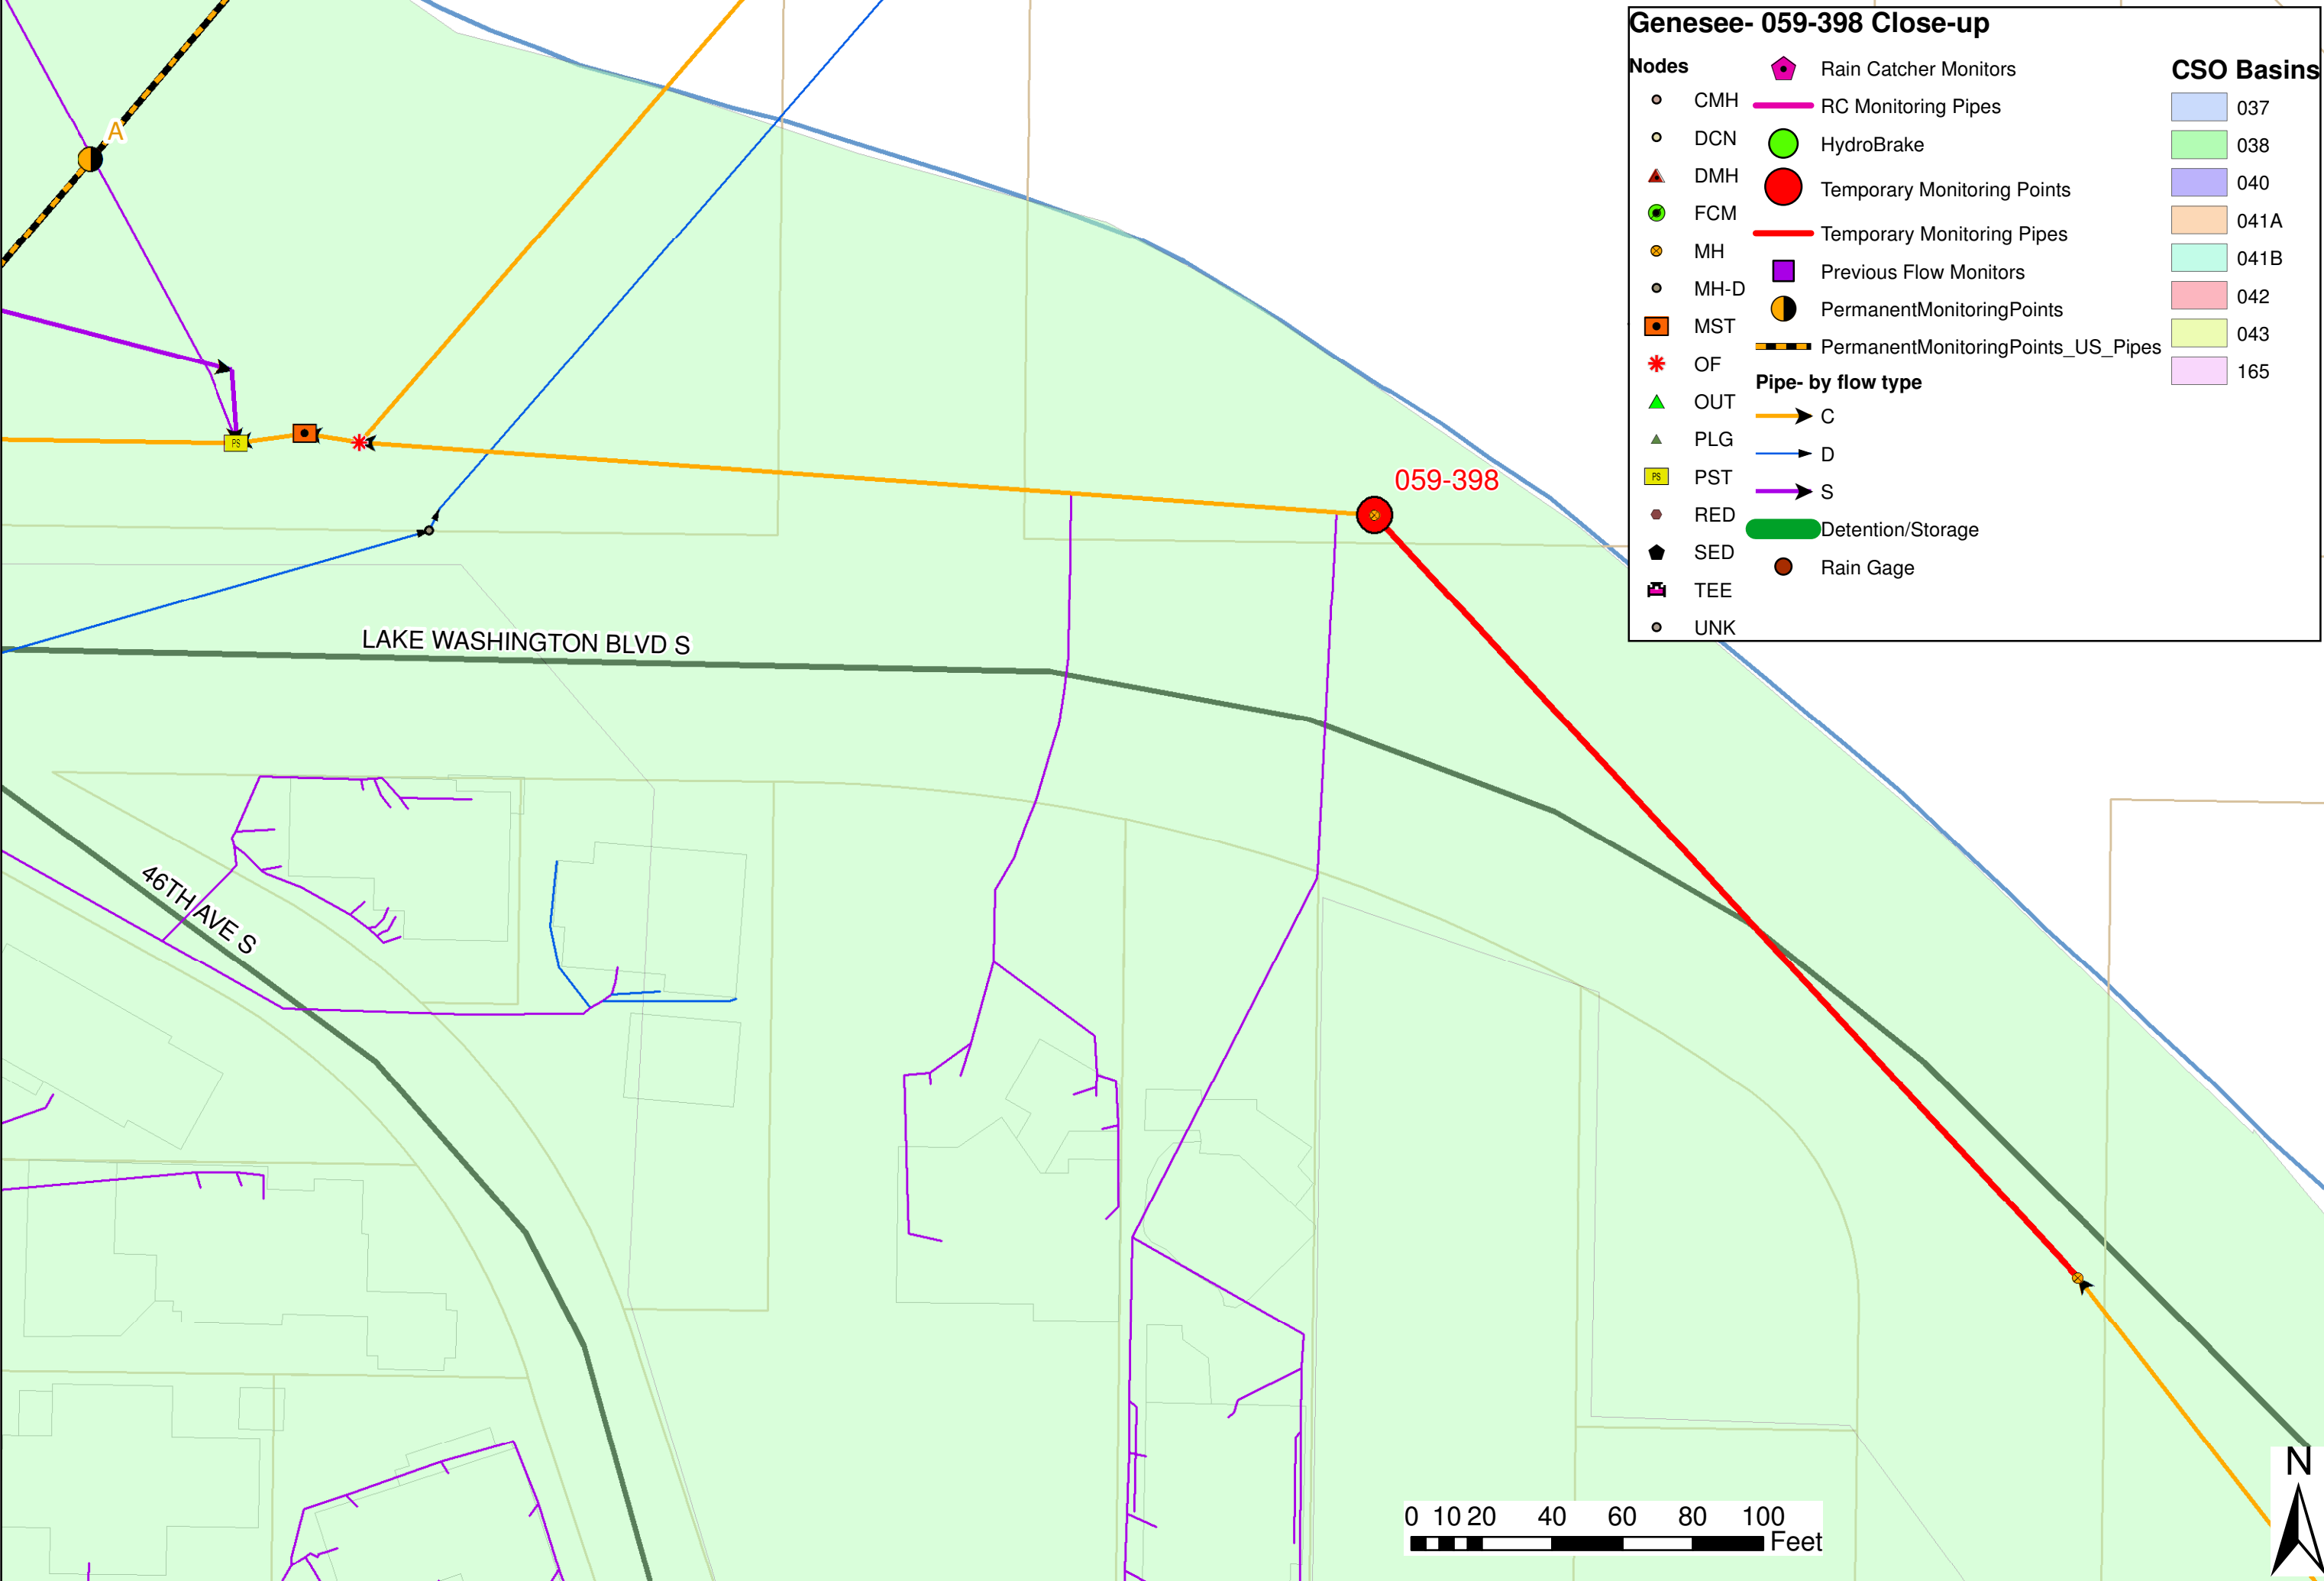 Genesee- 059-398 Close-up
Nodes
CMH
DCN
DMH
FCM
MH
MH-D
MST
OF
OUT
PLG
PS PST
RED
SED
TEE
UNK
Rain Catcher Monitors
RC Monitoring Pipes
HydroBrake
Temporary Monitoring Points
Temporary Monitoring Pipes
Previous Flow Monitors
PermanentMonitoringPoints
PermanentMonitoringPoints_US_Pipes
Pipe- by flow type
C
D
S
Detention/Storage
Rain Gage
CSO Basins
037
038
040
041A
041B
042
043
165
A
PS
059-398
LAKE WASHINGTON BLVD S
46TH AVE S
0 10 20 40 60 80 100
Feet
N